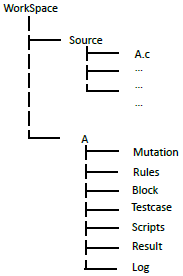 WorkSpace
Source
A.c
...
...
...
A
Mutation
Rules
Block
Testcase
Scripts
Result
Log